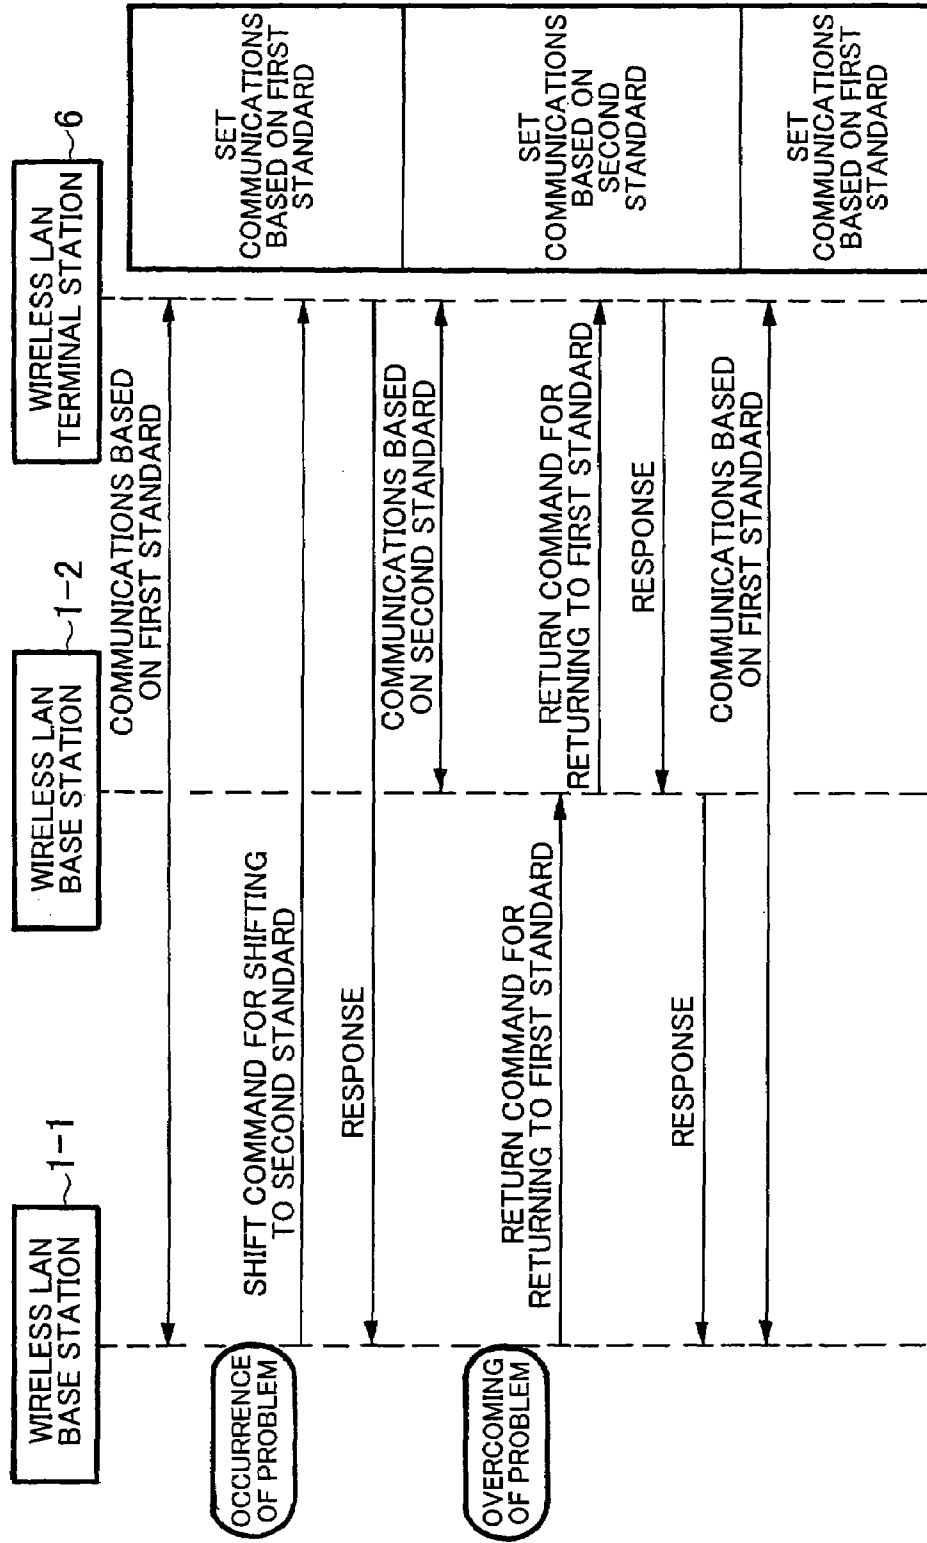 WIRELESS LAN
BASE STATION
1-1
WIRELESS LAN
BASE STATION
1-2
WIRELESS LAN
TERMINAL STATION
6
COMMUNICATIONS BASED
ON FIRST STANDARD
SET
COMMUNICATIONS
BASED ON FIRST
STANDARD
OCCURRENCE
OF PROBLEM
SHIFT COMMAND FOR SHIFTING
TO SECOND STANDARD
RESPONSE
COMMUNICATIONS BASED
ON SECOND STANDARD
SET
COMMUNICATIONS
BASED ON
SECOND
STANDARD
OVERCOMING
OF PROBLEM
RETURN COMMAND FOR
RETURNING TO FIRST STANDARD
RETURN COMMAND FOR
RETURNING TO FIRST STANDARD
RESPONSE
RESPONSE
COMMUNICATIONS BASED
ON FIRST STANDARD
SET
COMMUNICATIONS
BASED ON FIRST
STANDARD